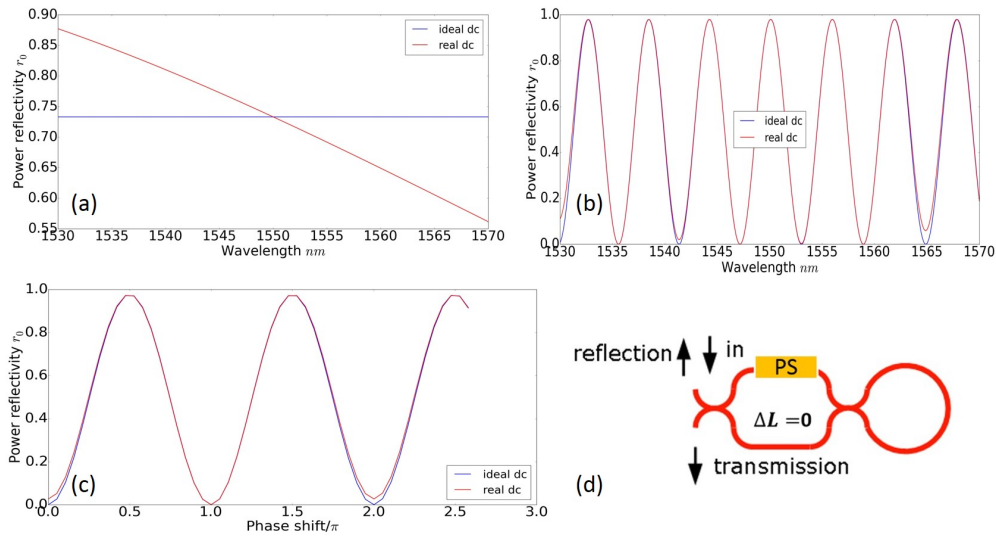 0.90
0.85
0.80
0.75
0.70
0.65
0.60
0.55
Power reflectivity r₀
1530 1535 1540 1545 1550 1555 1560 1565 1570
Wavelength nm
ideal dc
real dc
(a)
1.0
0.8
0.6
0.4
0.2
0.0
Power reflectivity r₀
1530 1535 1540 1545 1550 1555 1560 1565 1570
Wavelength nm
ideal dc
real dc
(b)
1.0
0.8
0.6
0.4
0.2
0.0
Power reflectivity r₀
0.0 0.5 1.0 1.5 2.0 2.5 3.0
Phase shift/π
ideal dc
real dc
(c)
reflection
in
PS
ΔL =0
transmission
(d)